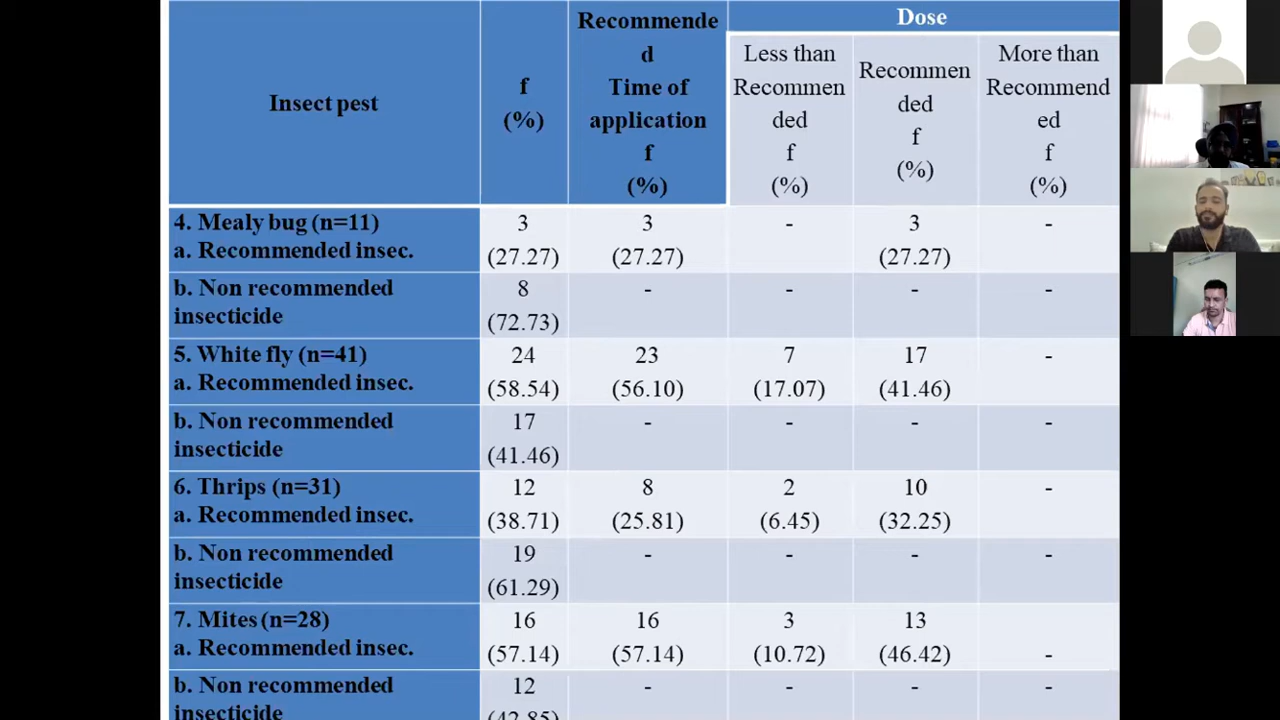 Insect pest
f
(%)
Recommende
d
Time of
application
f
(%)
Dose
Less than
Recommen
ded
f
(%)
Recommen
ded
f
(%)
More than
Recommend
ed
f
(%)
4. Mealy bug (n=11)
a. Recommended insec.
3
(27.27)
3
(27.27)
-
3
(27.27)
-
b. Non recommended
insecticide
8
(72.73)
-
-
-
-
5. White fly (n=41)
a. Recommended insec.
24
(58.54)
23
(56.10)
7
(17.07)
17
(41.46)
-
b. Non recommended
insecticide
17
(41.46)
-
-
-
-
6. Thrips (n=31)
a. Recommended insec.
12
(38.71)
8
(25.81)
2
(6.45)
10
(32.25)
-
b. Non recommended
insecticide
19
(61.29)
-
-
-
-
7. Mites (n=28)
a. Recommended insec.
16
(57.14)
16
(57.14)
3
(10.72)
13
(46.42)
-
b. Non recommended
insecticide
12
(42.85)
-
-
-
-